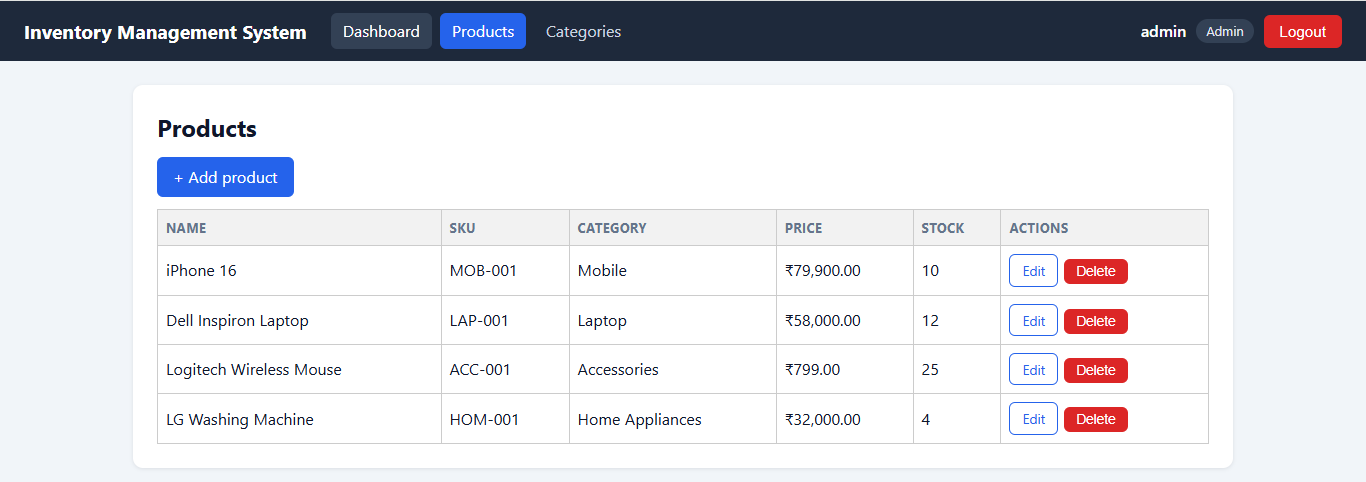 Inventory Management System Dashboard Products Categories admin Admin Logout
Products
+ Add product
NAME SKU CATEGORY PRICE STOCK ACTIONS
iPhone 16 MOB-001 Mobile ₹79,900.00 10 Edit Delete
Dell Inspiron Laptop LAP-001 Laptop ₹58,000.00 12 Edit Delete
Logitech Wireless Mouse ACC-001 Accessories ₹799.00 25 Edit Delete
LG Washing Machine HOM-001 Home Appliances ₹32,000.00 4 Edit Delete